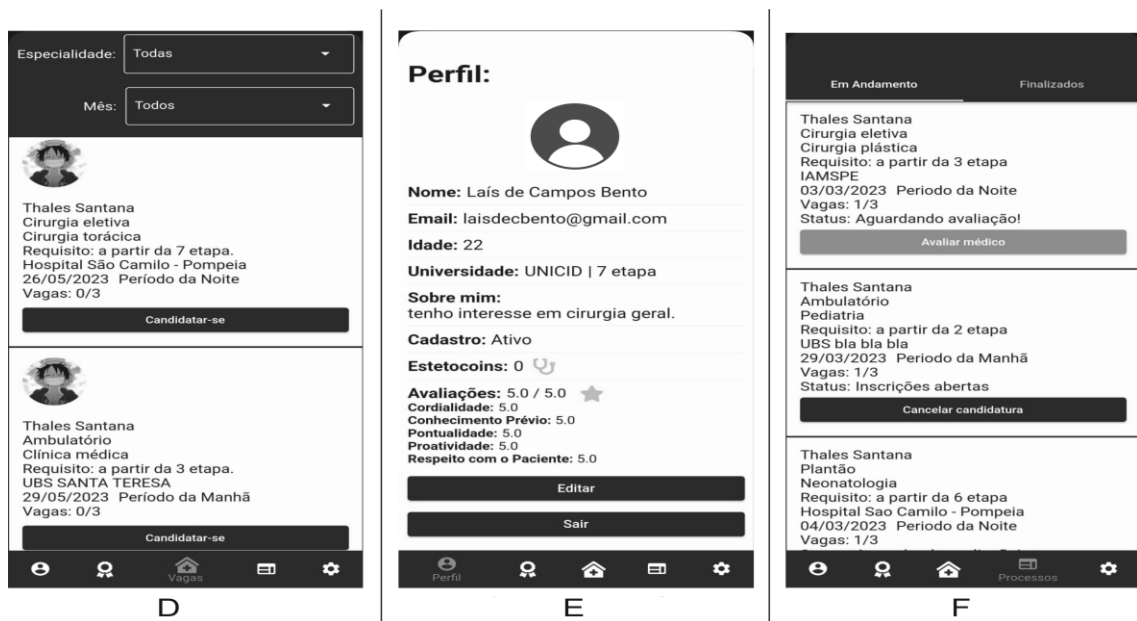 Especialidade: Todas
Mês: Todos
Thales Santana
Cirurgia eletiva
Cirurgia torácica
Requisito: a partir da 7 etapa.
Hospital São Camilo - Pompeia
26/05/2023 Período da Noite
Vagas: 0/3
Candidatar-se
Thales Santana
Ambulatório
Clínica médica
Requisito: a partir da 3 etapa.
UBS SANTA TERESA
29/05/2023 Período da Manhã
Vagas: 0/3
Candidatar-se
Vagas
D
Perfil:
Nome: Laís de Campos Bento
Email: laisdecbento@gmail.com
Idade: 22
Universidade: UNICID | 7 etapa
Sobre mim:
tenho interesse em cirurgia geral.
Cadastro: Ativo
Estetocoins: 0
Avaliações: 5.0 / 5.0
Cordialidade: 5.0
Conhecimento Prévio: 5.0
Pontualidade: 5.0
Proatividade: 5.0
Respeito com o Paciente: 5.0
Editar
Sair
Perfil
E
Em Andamento Finalizados
Thales Santana
Cirurgia eletiva
Cirurgia plástica
Requisito: a partir da 3 etapa
IAMSPE
03/03/2023 Periodo da Noite
Vagas: 1/3
Status: Aguardando avaliação!
Avaliar médico
Thales Santana
Ambulatório
Pediatria
Requisito: a partir da 2 etapa
UBS bla bla bla
29/03/2023 Periodo da Manhã
Vagas: 1/3
Status: Inscrições abertas
Cancelar candidatura
Thales Santana
Plantão
Neonatologia
Requisito: a partir da 6 etapa
Hospital Sao Camilo - Pompeia
04/03/2023 Periodo da Noite
Vagas: 1/3
Processos
F